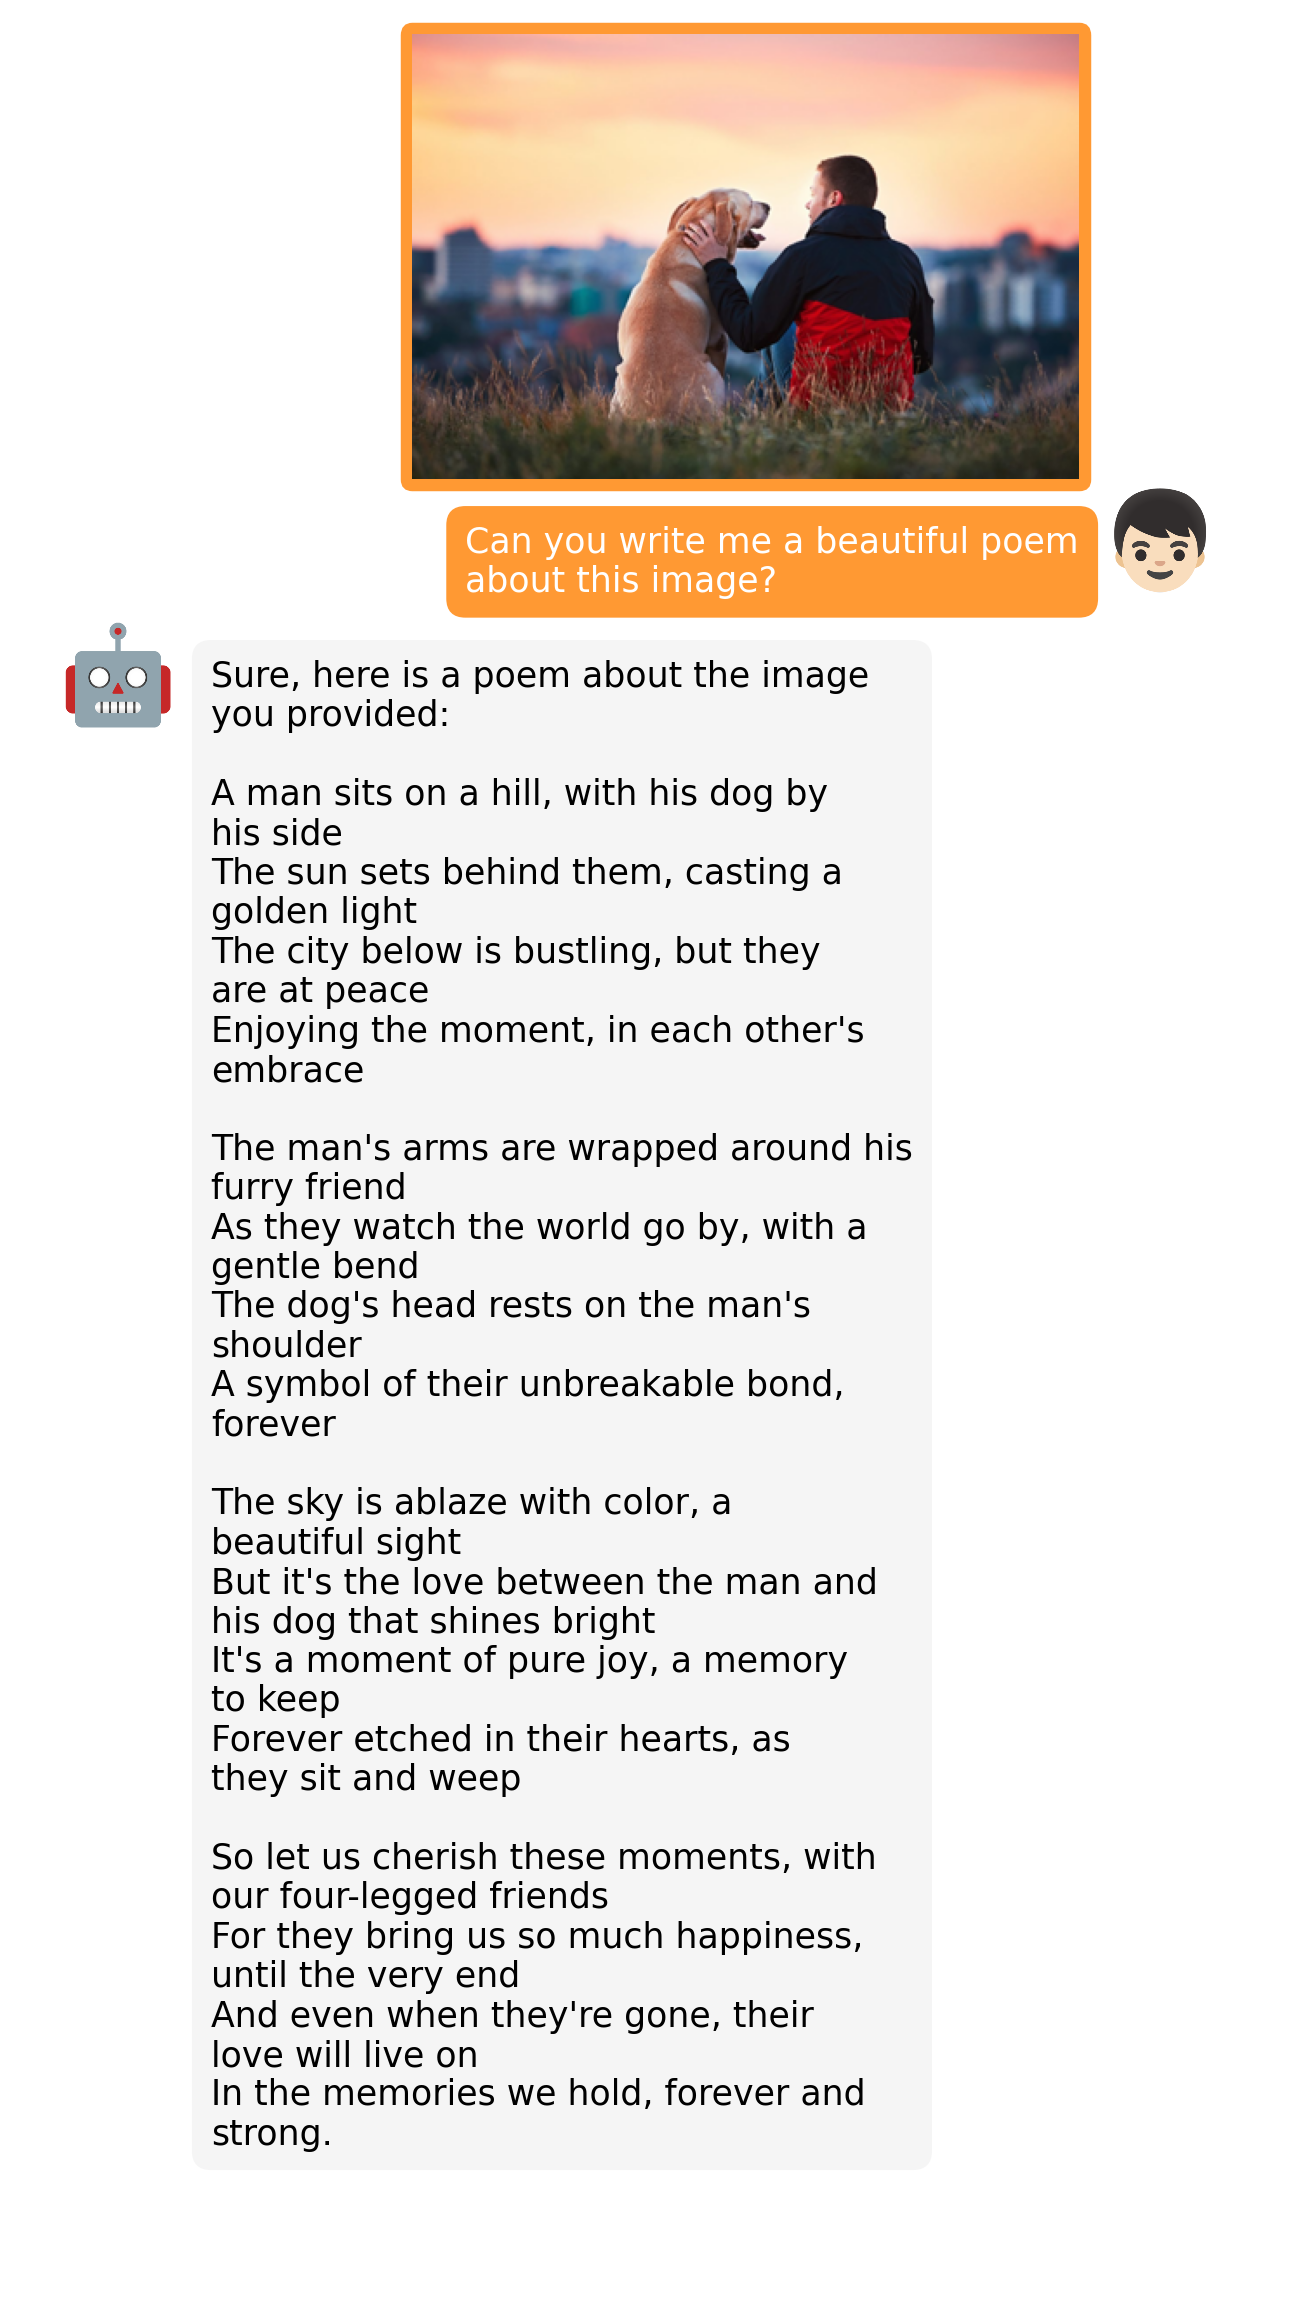 Can you write me a beautiful poem
about this image?
Sure, here is a poem about the image
you provided:
A man sits on a hill, with his dog by
his side
The sun sets behind them, casting a
golden light
The city below is bustling, but they
are at peace
Enjoying the moment, in each other's
embrace
The man's arms are wrapped around his
furry friend
As they watch the world go by, with a
gentle bend
The dog's head rests on the man's
shoulder
A symbol of their unbreakable bond,
forever
The sky is ablaze with color, a
beautiful sight
But it's the love between the man and
his dog that shines bright
It's a moment of pure joy, a memory
to keep
Forever etched in their hearts, as
they sit and weep
So let us cherish these moments, with
our four-legged friends
For they bring us so much happiness,
until the very end
And even when they're gone, their
love will live on
In the memories we hold, forever and
strong.